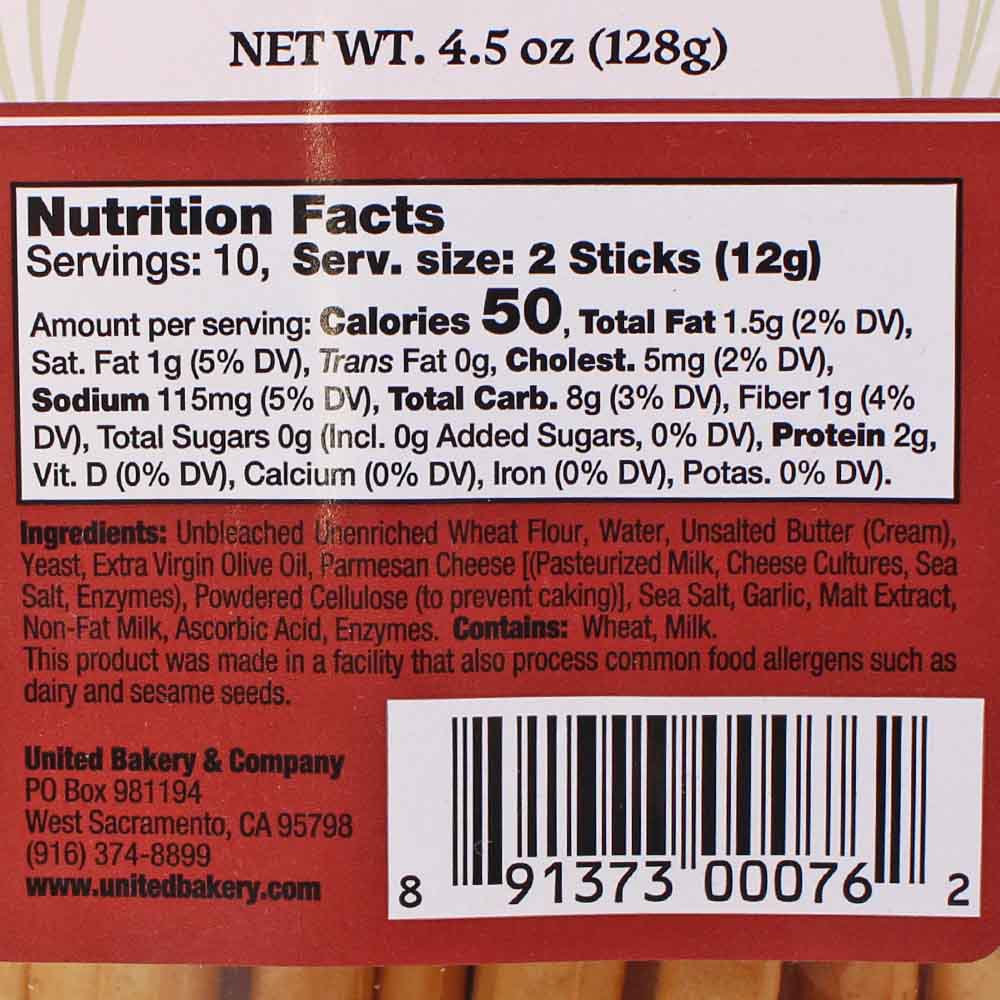 NET WT. 4.5 oz (128g)
Nutrition Facts
Servings: 10, Serv. size: 2 Sticks (12g)
Amount per serving: Calories 50, Total Fat 1.5g (2% DV),
Sat. Fat 1g (5% DV), Trans Fat 0g, Cholest. 5mg (2% DV),
Sodium 115mg (5% DV), Total Carb. 8g (3% DV), Fiber 1g (4%
DV), Total Sugars 0g (Incl. 0g Added Sugars, 0% DV), Protein 2g,
Vit. D (0% DV), Calcium (0% DV), Iron (0% DV), Potas. 0% DV).
Ingredients: Unbleached Unenriched Wheat Flour, Water, Unsalted Butter (Cream),
Yeast, Extra Virgin Olive Oil, Parmesan Cheese [(Pasteurized Milk, Cheese Cultures, Sea
Salt, Enzymes), Powdered Cellulose (to prevent caking)], Sea Salt, Garlic, Malt Extract,
Non-Fat Milk, Ascorbic Acid, Enzymes. Contains: Wheat, Milk.
This product was made in a facility that also process common food allergens such as
dairy and sesame seeds.
United Bakery & Company
PO Box 981194
West Sacramento, CA 95798
(916) 374-8899
www.unitedbakery.com
8 91373 00076 2